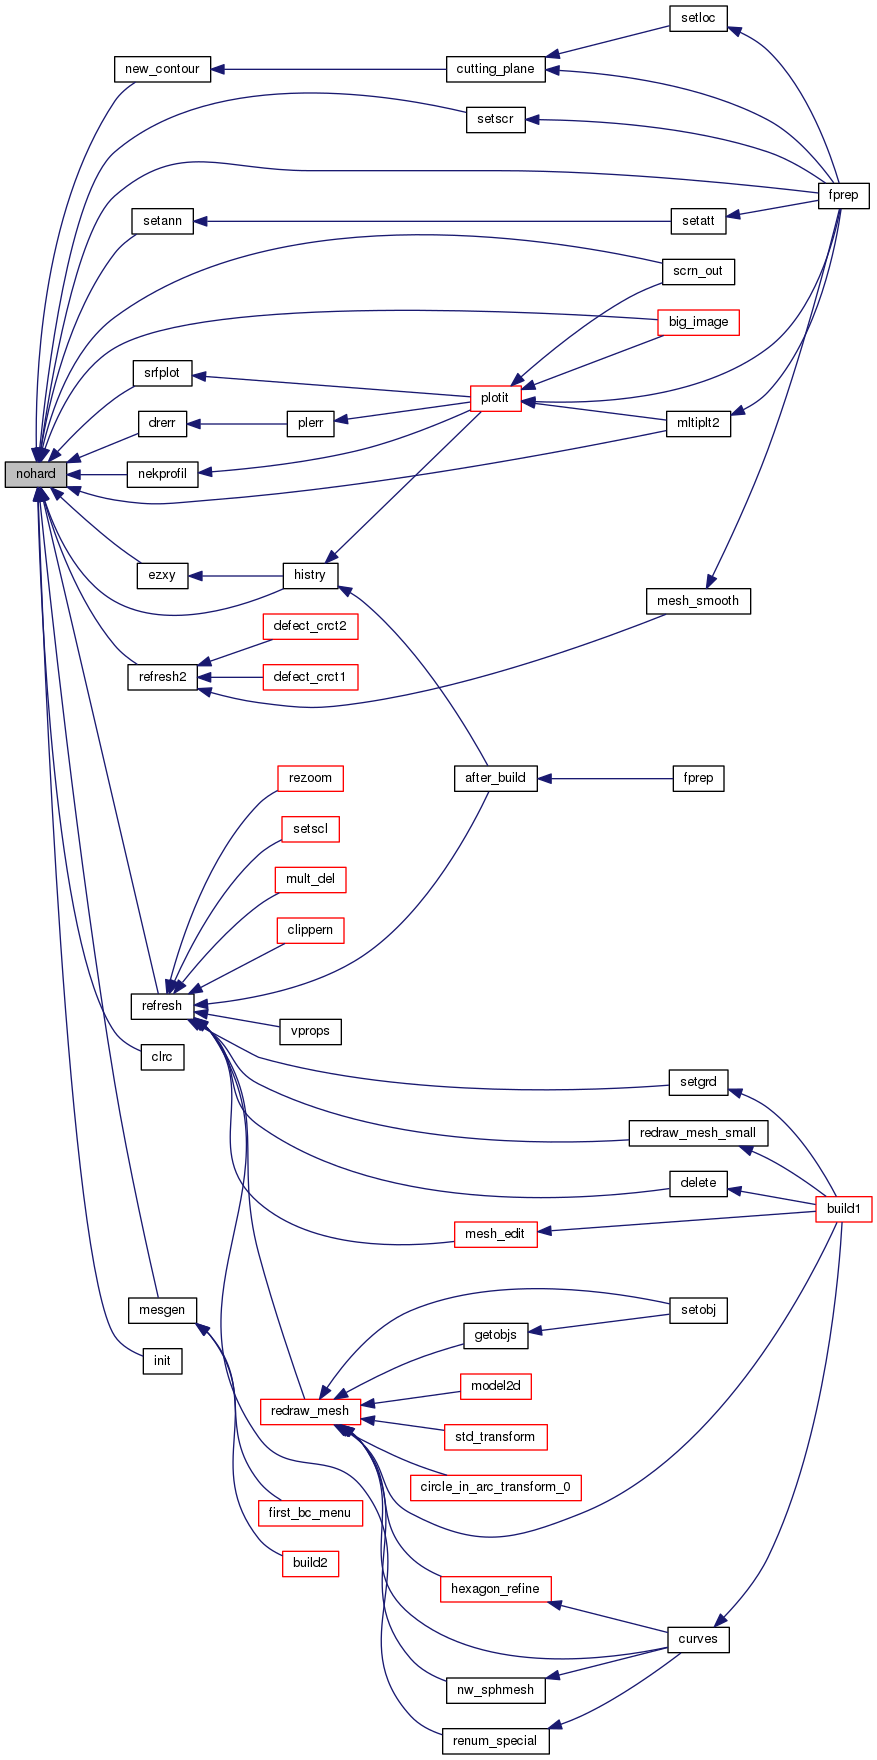 setloc
new_contour
cutting_plane
setscr
fprep
setann
setatt
scrn_out
big_image
srfplot
plotit
drerr
plerr
mltiplt2
nohard
nekprofil
ezxy
histry
mesh_smooth
defect_crct2
refresh2
defect_crct1
rezoom
after_build
fprep
setscl
mult_del
clippern
refresh
vprops
clrc
setgrd
redraw_mesh_small
delete
build1
mesh_edit
mesgen
setobj
getobjs
init
model2d
redraw_mesh
std_transform
circle_in_arc_transform_0
first_bc_menu
build2
hexagon_refine
curves
nw_sphmesh
renum_special